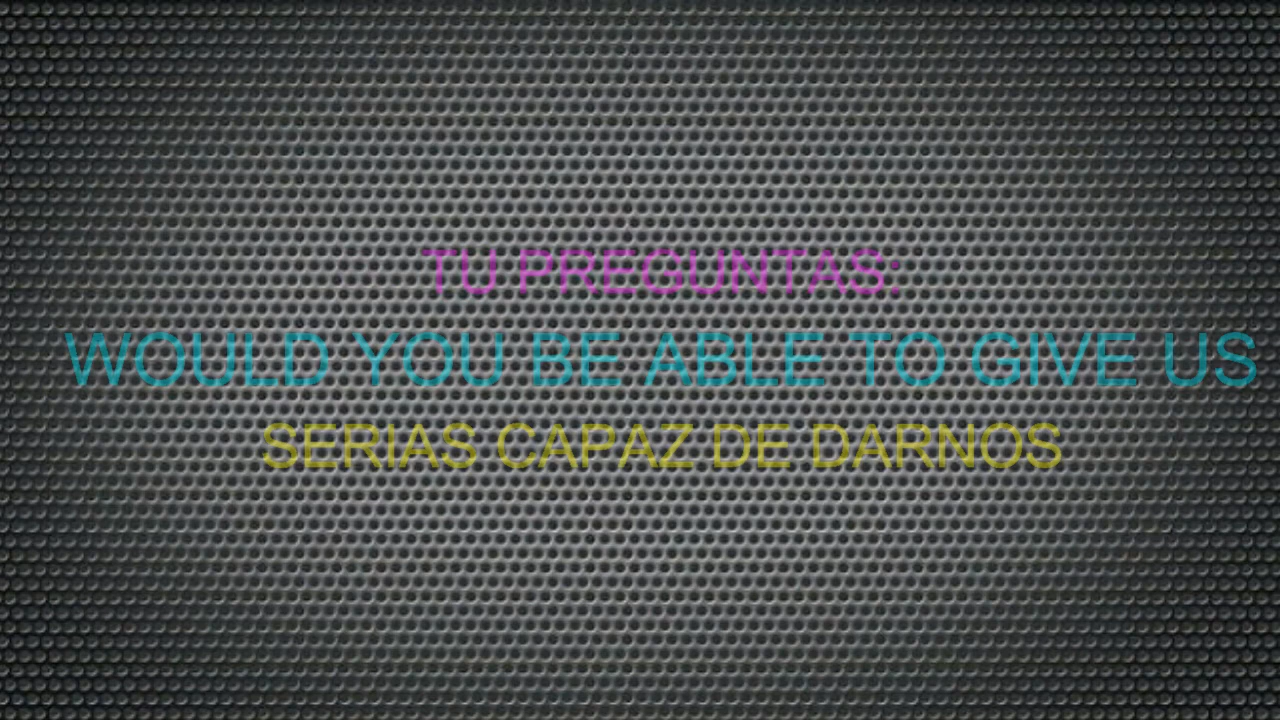 TU PREGUNTAS:
WOULD YOU BE ABLE TO GIVE US
SERIAS CAPAZ DE DARNOS